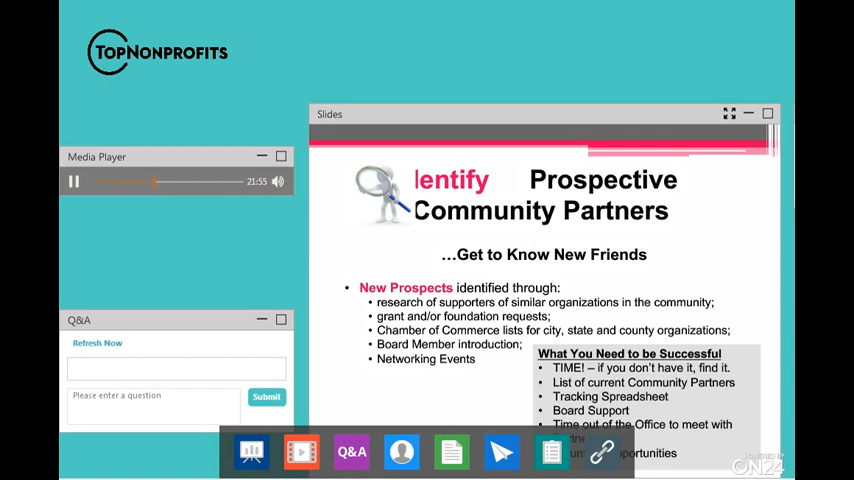 TOPNONPROFITS
Slides
Media Player
21:55
Identify Prospective
Community Partners
...Get to Know New Friends
• New Prospects identified through:
• research of supporters of similar organizations in the community;
• grant and/or foundation requests;
• Chamber of Commerce lists for city, state and county organizations;
• Board Member introduction;
• Networking Events
What You Need to be Successful
• TIME! – if you don't have it, find it.
• List of current Community Partners
• Tracking Spreadsheet
• Board Support
• Time out of the Office to meet with
Q&A
Refresh Now
Please enter a question
Submit
Q&A
POWERED BY
ON24